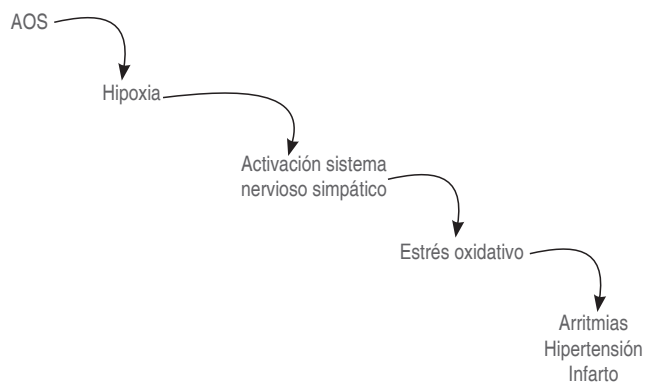 AOS
Hipoxia
Activación sistema
nervioso simpático
Estrés oxidativo
Arritmias
Hipertensión
Infarto